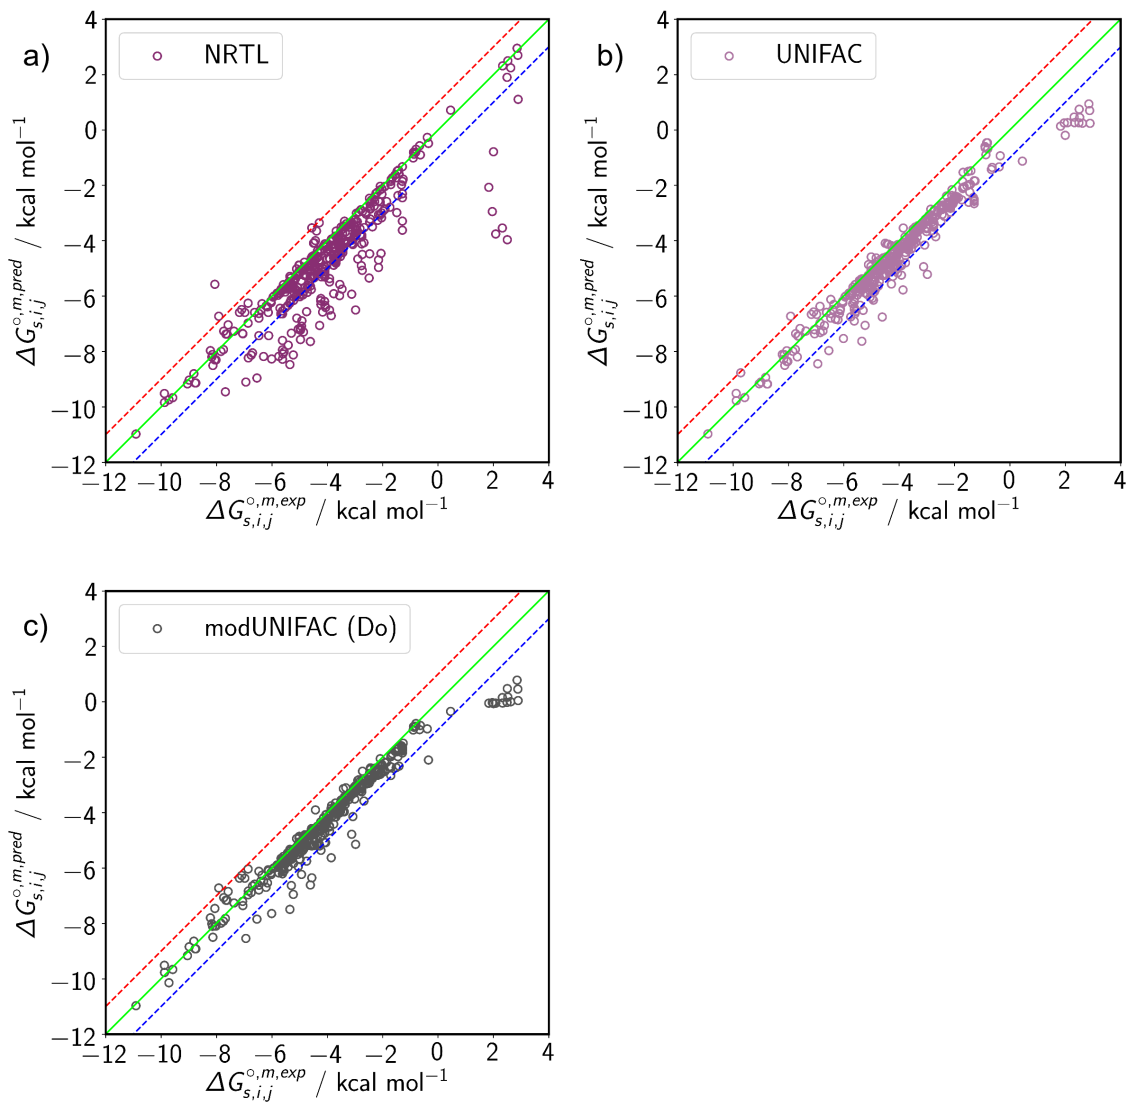 a)
NRTL
4
2
0
−2
−4
−6
−8
−10
−12
−12 −10 −8 −6 −4 −2 0 2 4
ΔG°,m,pred s,i,j / kcal mol−1
ΔG°,m,exp s,i,j / kcal mol−1
b)
UNIFAC
4
2
0
−2
−4
−6
−8
−10
−12
−12 −10 −8 −6 −4 −2 0 2 4
ΔG°,m,pred s,i,j / kcal mol−1
ΔG°,m,exp s,i,j / kcal mol−1
c)
modUNIFAC (Do)
4
2
0
−2
−4
−6
−8
−10
−12
−12 −10 −8 −6 −4 −2 0 2 4
ΔG°,m,pred s,i,j / kcal mol−1
ΔG°,m,exp s,i,j / kcal mol−1